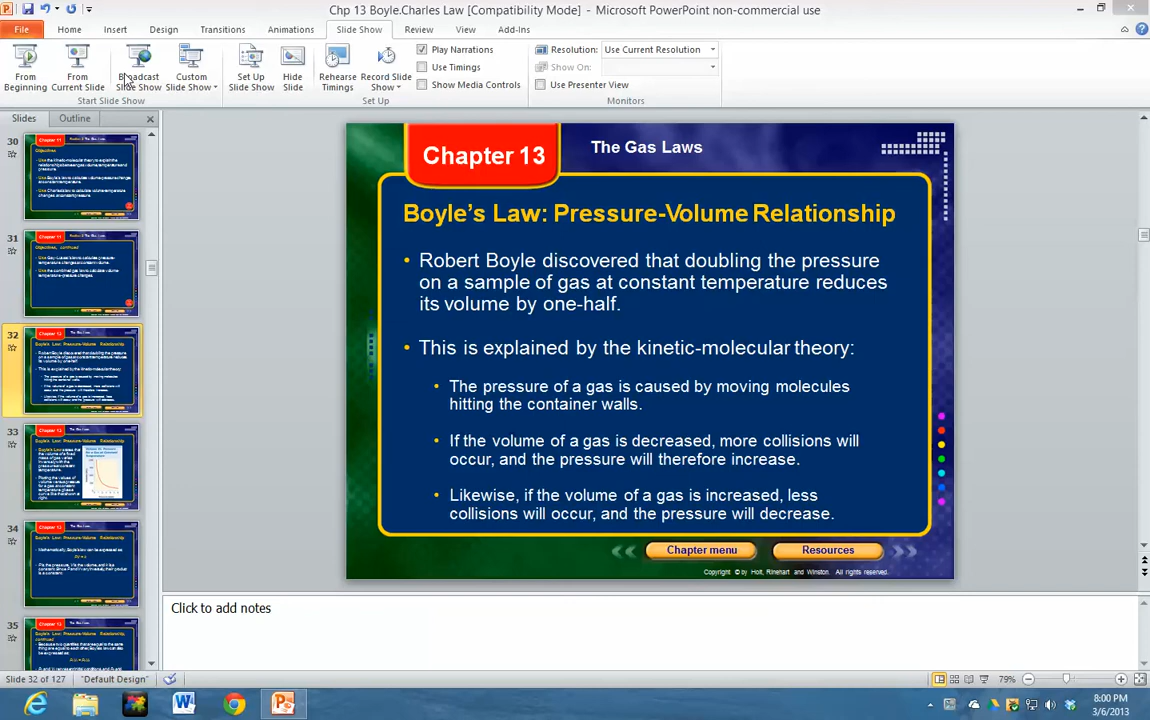 Chp 13 Boyle.Charles Law [Compatibility Mode] - Microsoft PowerPoint non-commercial use
File Home Insert Design Transitions Animations Slide Show Review View Add-Ins
From Beginning
From Current Slide
Broadcast Slide Show
Custom Slide Show
Set Up Slide Show
Hide Slide
Rehearse Timings
Record Slide Show
Play Narrations
Use Timings
Show Media Controls
Resolution: Use Current Resolution
Show On:
Use Presenter View
Start Slide Show Set Up Monitors
Slides Outline
30
31
32
33
34
35
Chapter 13
The Gas Laws
Boyle's Law: Pressure-Volume Relationship
• Robert Boyle discovered that doubling the pressure
on a sample of gas at constant temperature reduces
its volume by one-half.
• This is explained by the kinetic-molecular theory:
• The pressure of a gas is caused by moving molecules
hitting the container walls.
• If the volume of a gas is decreased, more collisions will
occur, and the pressure will therefore increase.
• Likewise, if the volume of a gas is increased, less
collisions will occur, and the pressure will decrease.
Chapter menu Resources
Copyright © by Holt, Rinehart and Winston. All rights reserved.
Click to add notes
Slide 32 of 127 "Default Design" 79%
8:00 PM
3/6/2013